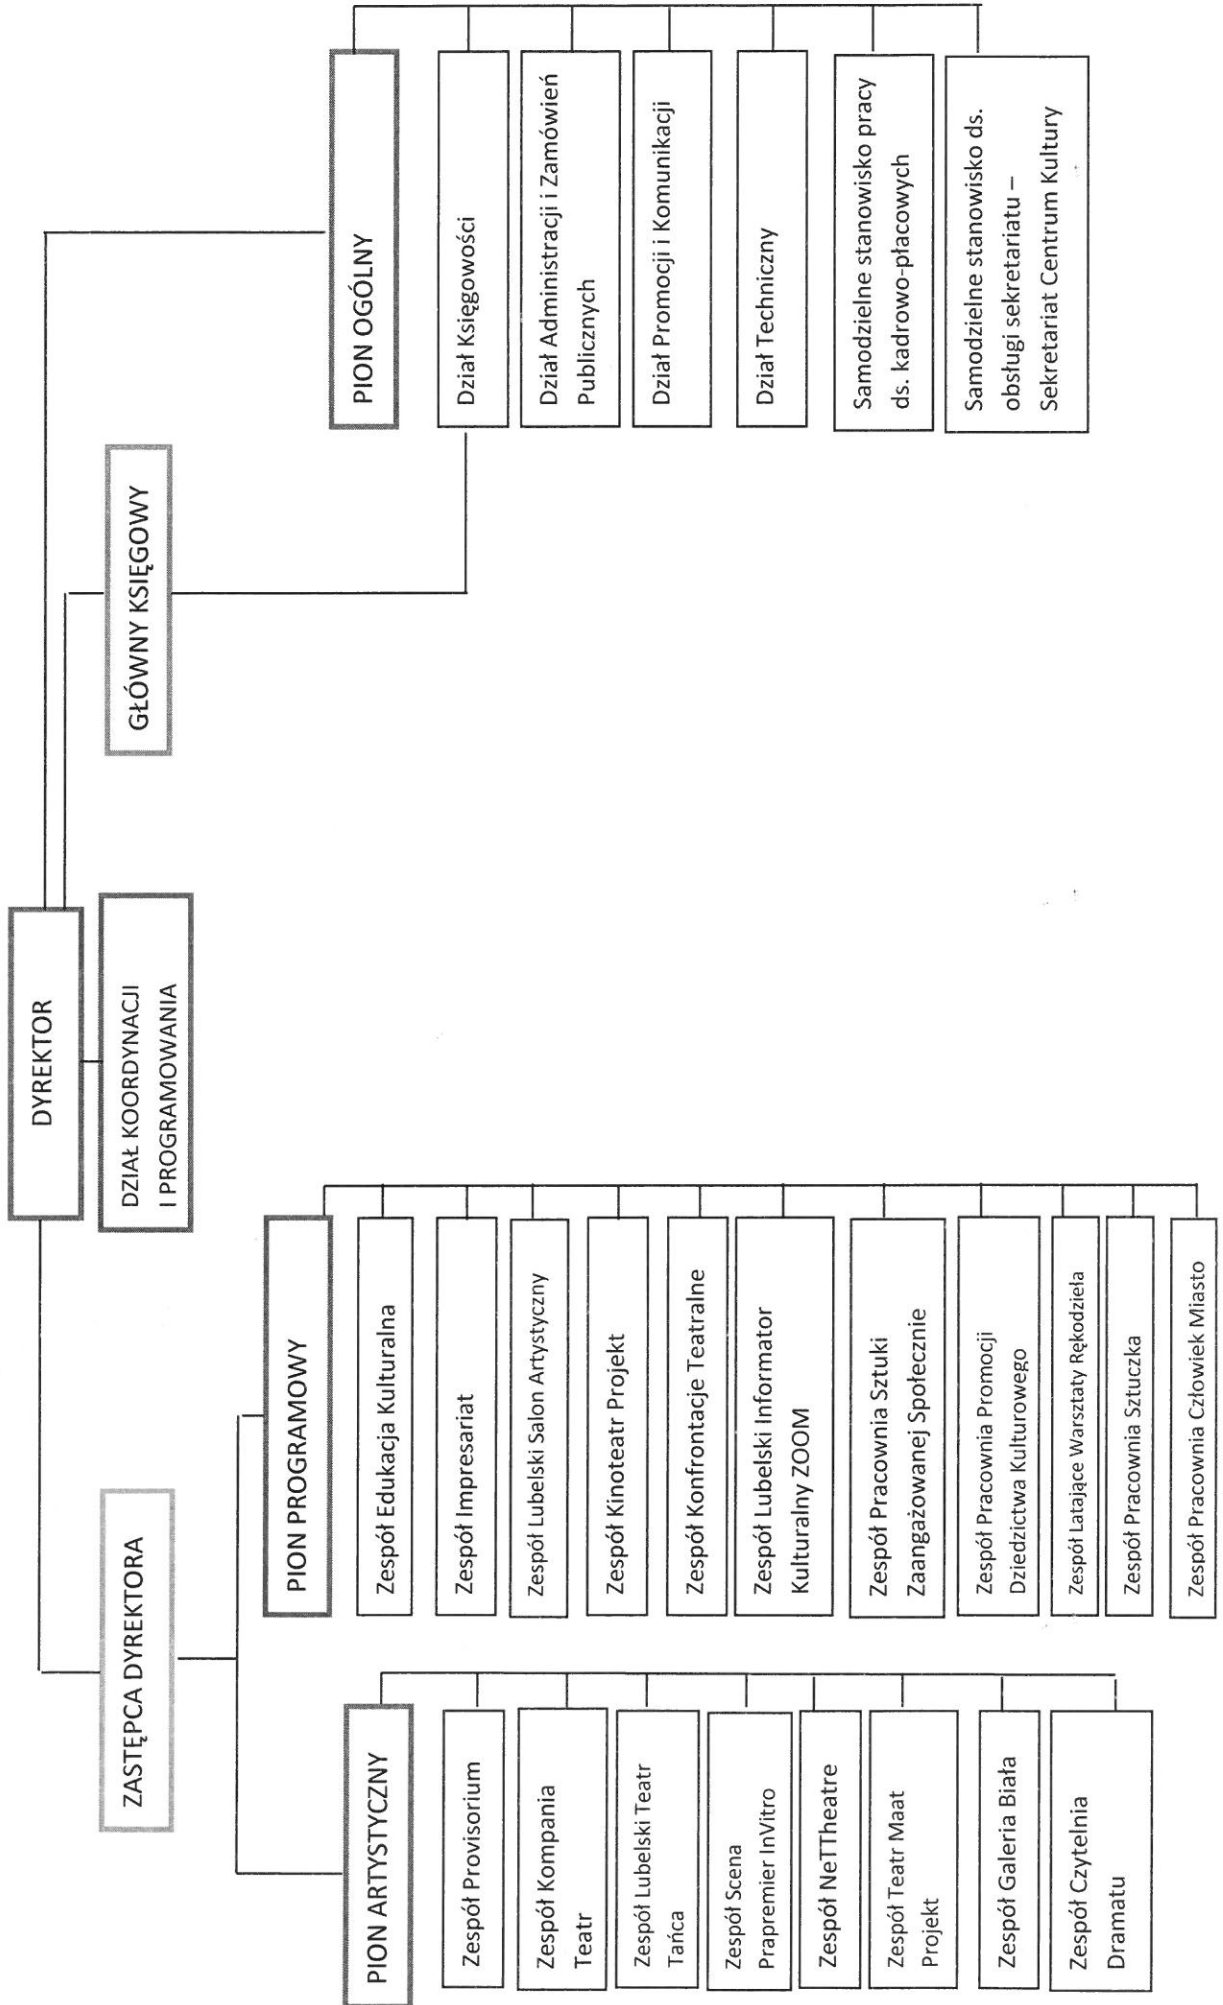 DYREKTOR
DZIAŁ KOORDYNACJI
I PROGRAMOWANIA
ZASTĘPCA DYREKTORA
GŁÓWNY KSIĘGOWY
PION ARTYSTYCZNY
Zespół Provisorium
Zespół Kompania
Teatr
Zespół Lubelski Teatr
Tańca
Zespół Scena
Prapremier InVitro
Zespół NeTTheatre
Zespół Teatr Maat
Projekt
Zespół Galeria Biała
Zespół Czytelnia
Dramatu
PION PROGRAMOWY
Zespół Edukacja Kulturalna
Zespół Impresariat
Zespół Lubelski Salon Artystyczny
Zespół Kinoteatr Projekt
Zespół Konfrontacje Teatralne
Zespół Lubelski Informator
Kulturalny ZOOM
Zespół Pracownia Sztuki
Zaangażowanej Społecznie
Zespół Pracownia Promocji
Dziedzictwa Kulturowego
Zespół Latające Warsztaty Rękodzieła
Zespół Pracownia Sztuczka
Zespół Pracownia Człowiek Miasto
PION OGÓLNY
Dział Księgowości
Dział Administracji i Zamówień
Publicznych
Dział Promocji i Komunikacji
Dział Techniczny
Samodzielne stanowisko pracy
ds. kadrowo-płacowych
Samodzielne stanowisko ds.
obsługi sekretariatu –
Sekretariat Centrum Kultury